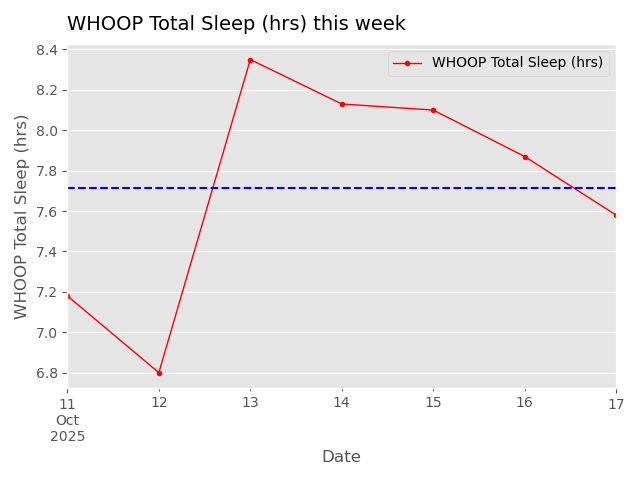 WHOOP Total Sleep (hrs) this week
WHOOP Total Sleep (hrs)
WHOOP Total Sleep (hrs)
8.4
8.2
8.0
7.8
7.6
7.4
7.2
7.0
6.8
11 12 13 14 15 16 17
Oct
2025
Date